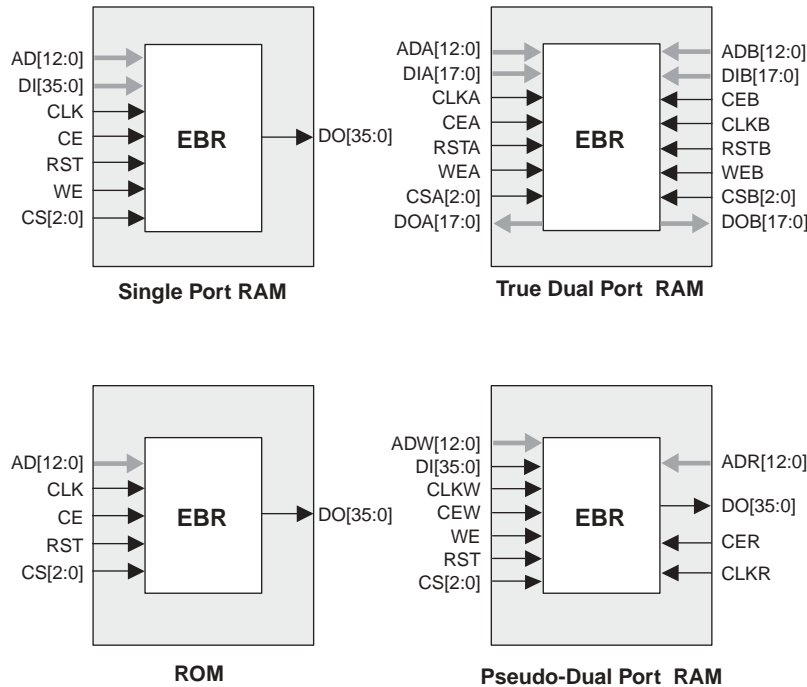 AD[12:0]
DI[35:0]
CLK
CE
RST
WE
CS[2:0]
EBR
DO[35:0]
Single Port RAM
ADA[12:0]
DIA[17:0]
CLKA
CEA
RSTA
WEA
CSA[2:0]
DOA[17:0]
EBR
ADB[12:0]
DIB[17:0]
CEB
CLKB
RSTB
WEB
CSB[2:0]
DOB[17:0]
True Dual Port RAM
AD[12:0]
CLK
CE
RST
CS[2:0]
EBR
DO[35:0]
ROM
ADW[12:0]
DI[35:0]
CLKW
CEW
WE
RST
CS[2:0]
EBR
ADR[12:0]
DO[35:0]
CER
CLKR
Pseudo-Dual Port RAM